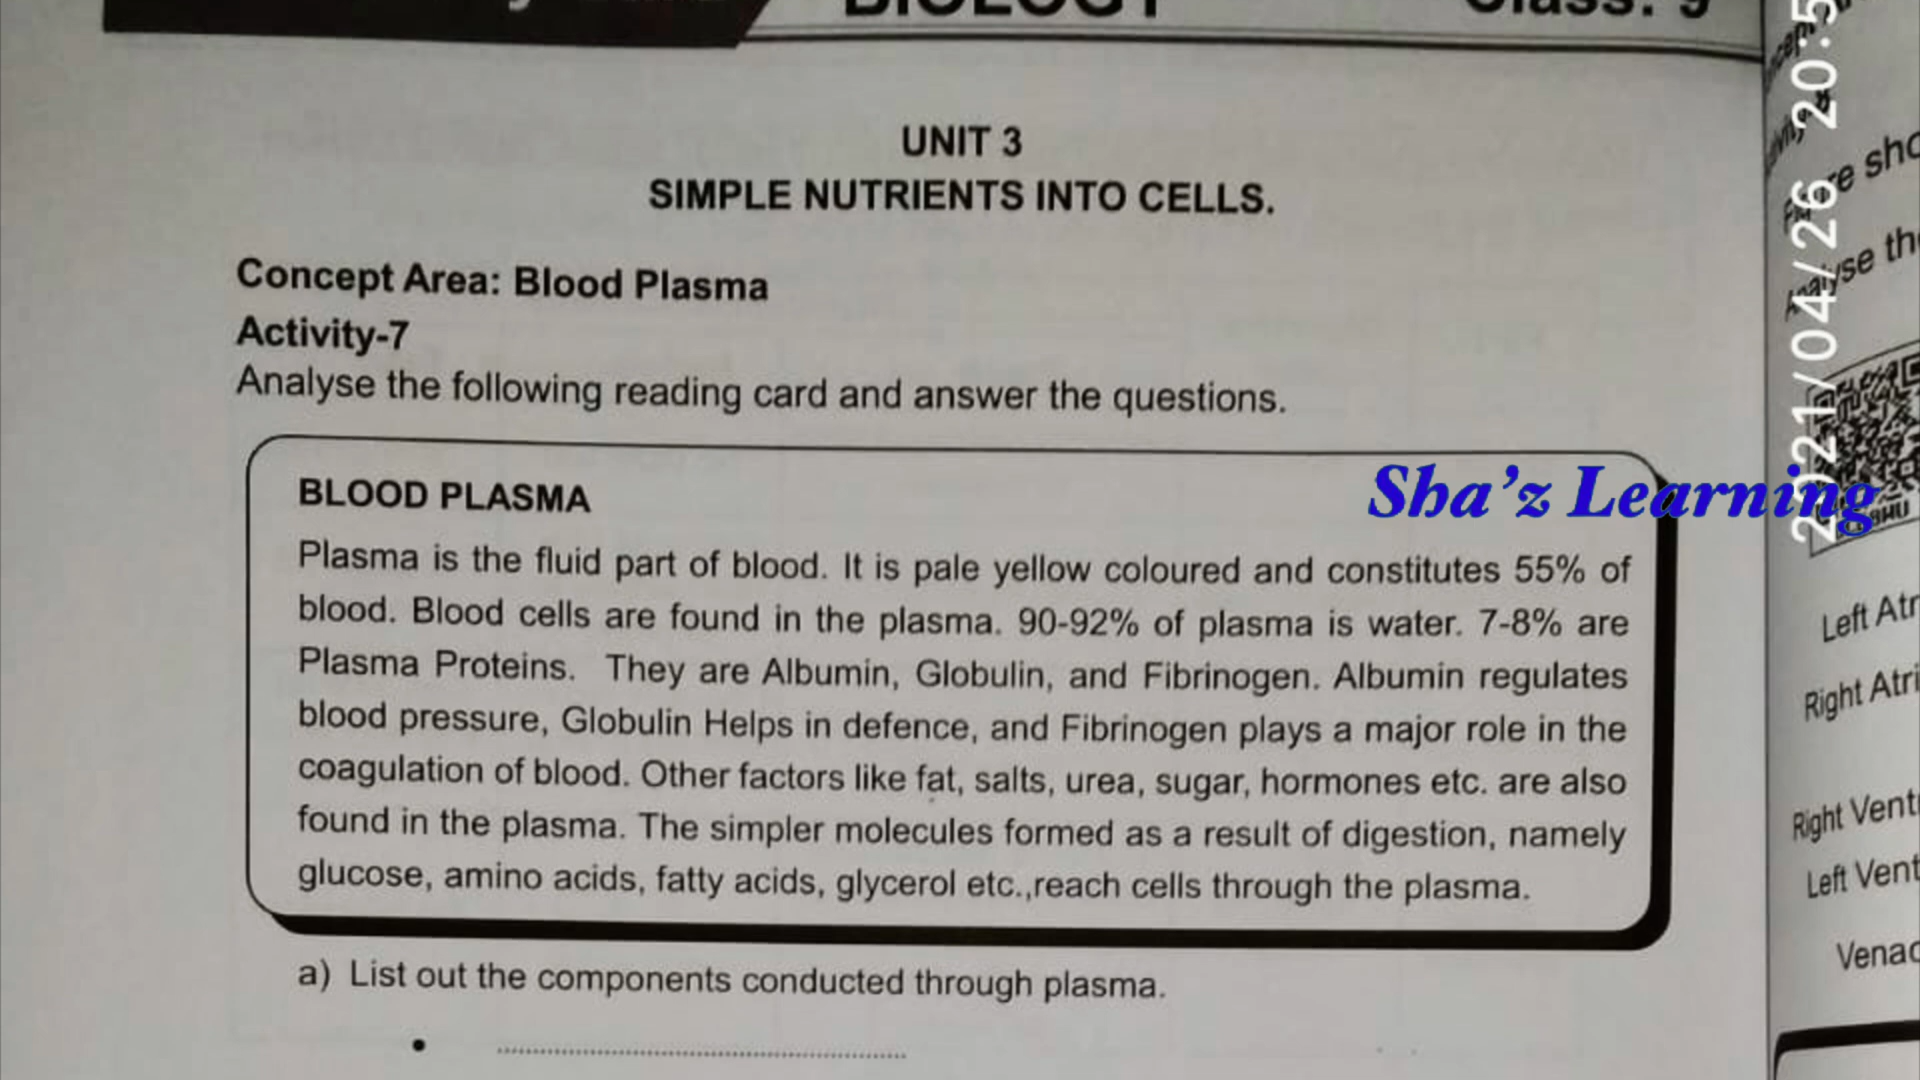 BIOLOGY
Class: 9
UNIT 3
SIMPLE NUTRIENTS INTO CELLS.
Concept Area: Blood Plasma
Activity-7
Analyse the following reading card and answer the questions.
BLOOD PLASMA
Plasma is the fluid part of blood. It is pale yellow coloured and constitutes 55% of
blood. Blood cells are found in the plasma. 90-92% of plasma is water. 7-8% are
Plasma Proteins. They are Albumin, Globulin, and Fibrinogen. Albumin regulates
blood pressure, Globulin Helps in defence, and Fibrinogen plays a major role in the
coagulation of blood. Other factors like fat, salts, urea, sugar, hormones etc. are also
found in the plasma. The simpler molecules formed as a result of digestion, namely
glucose, amino acids, fatty acids, glycerol etc.,reach cells through the plasma.
a) List out the components conducted through plasma.
• ..........................................................
Sha'z Learning
2021/04/26 20:5
Left Atr
Right Atri
Right Ventr
Left Vent
Venac